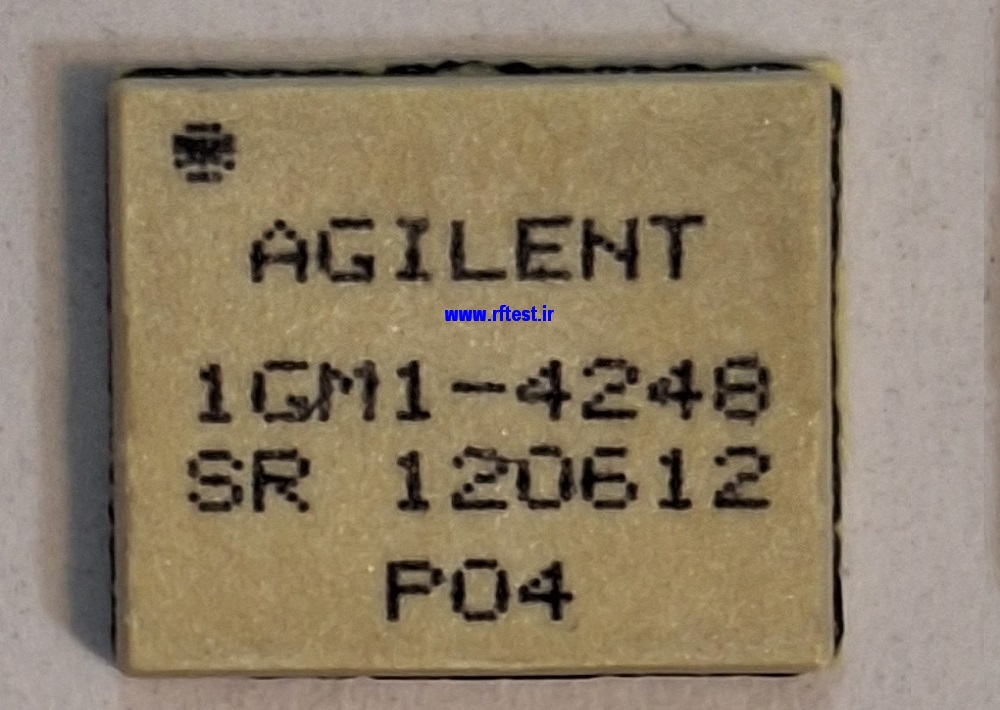 AGILENT
www.rftest.ir
1GM1-4248
SR 120612
P04